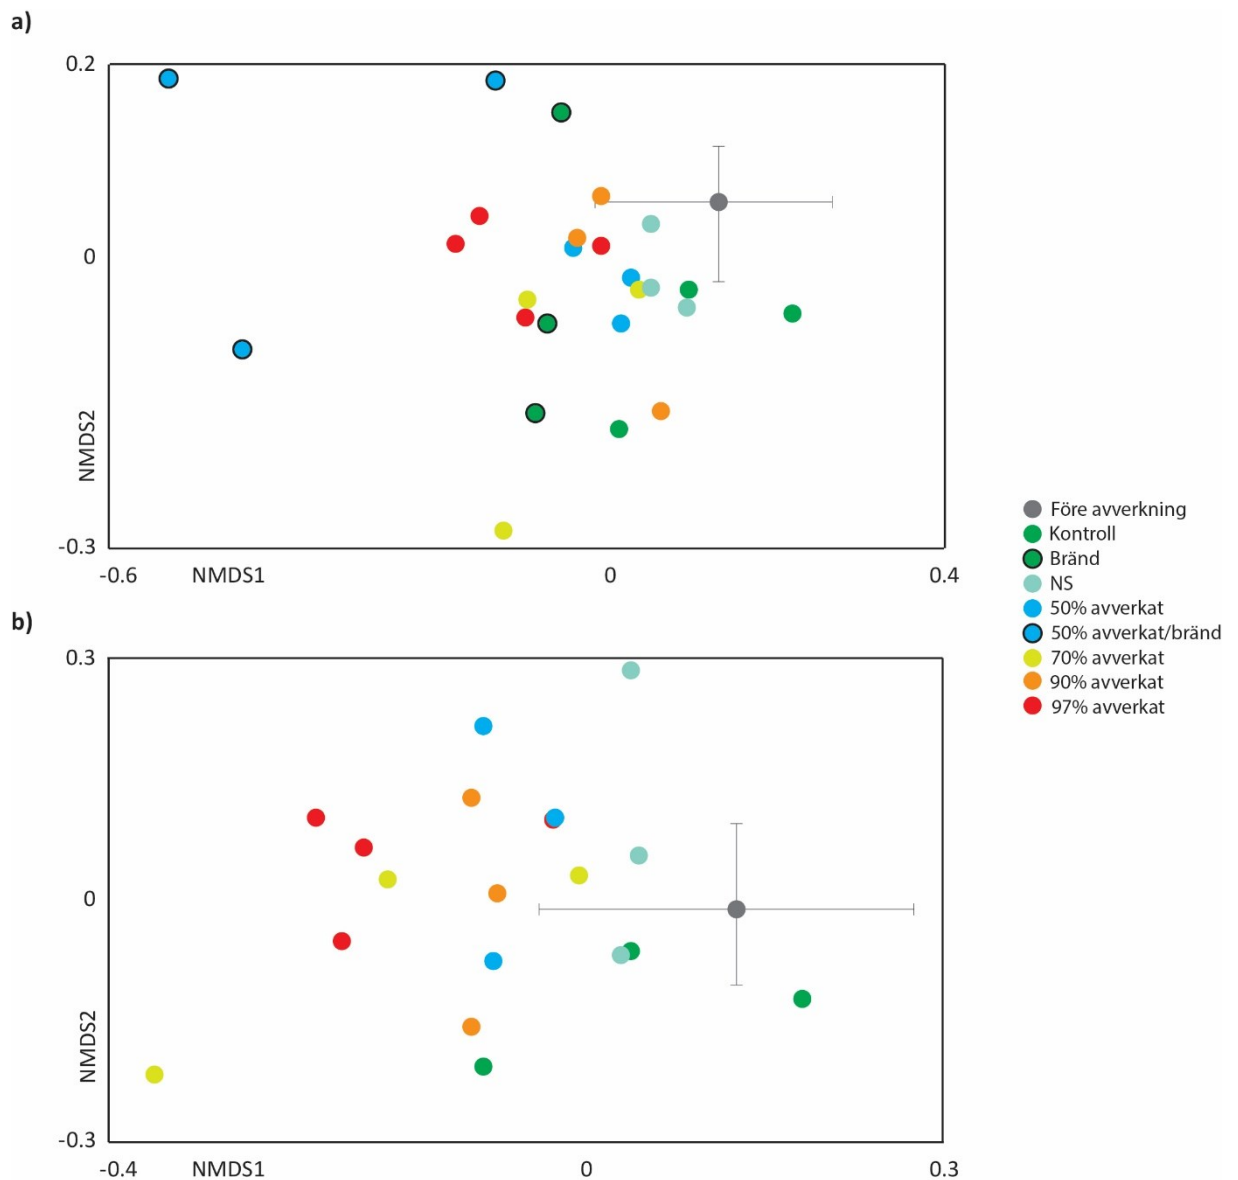 a)
0.2
0
NMDS2
-0.3
-0.6 NMDS1 0 0.4
Före avverkning
Kontroll
Bränd
NS
50% avverkat
50% avverkat/bränd
70% avverkat
90% avverkat
97% avverkat
b)
0.3
0
NMDS2
-0.3
-0.4 NMDS1 0 0.3